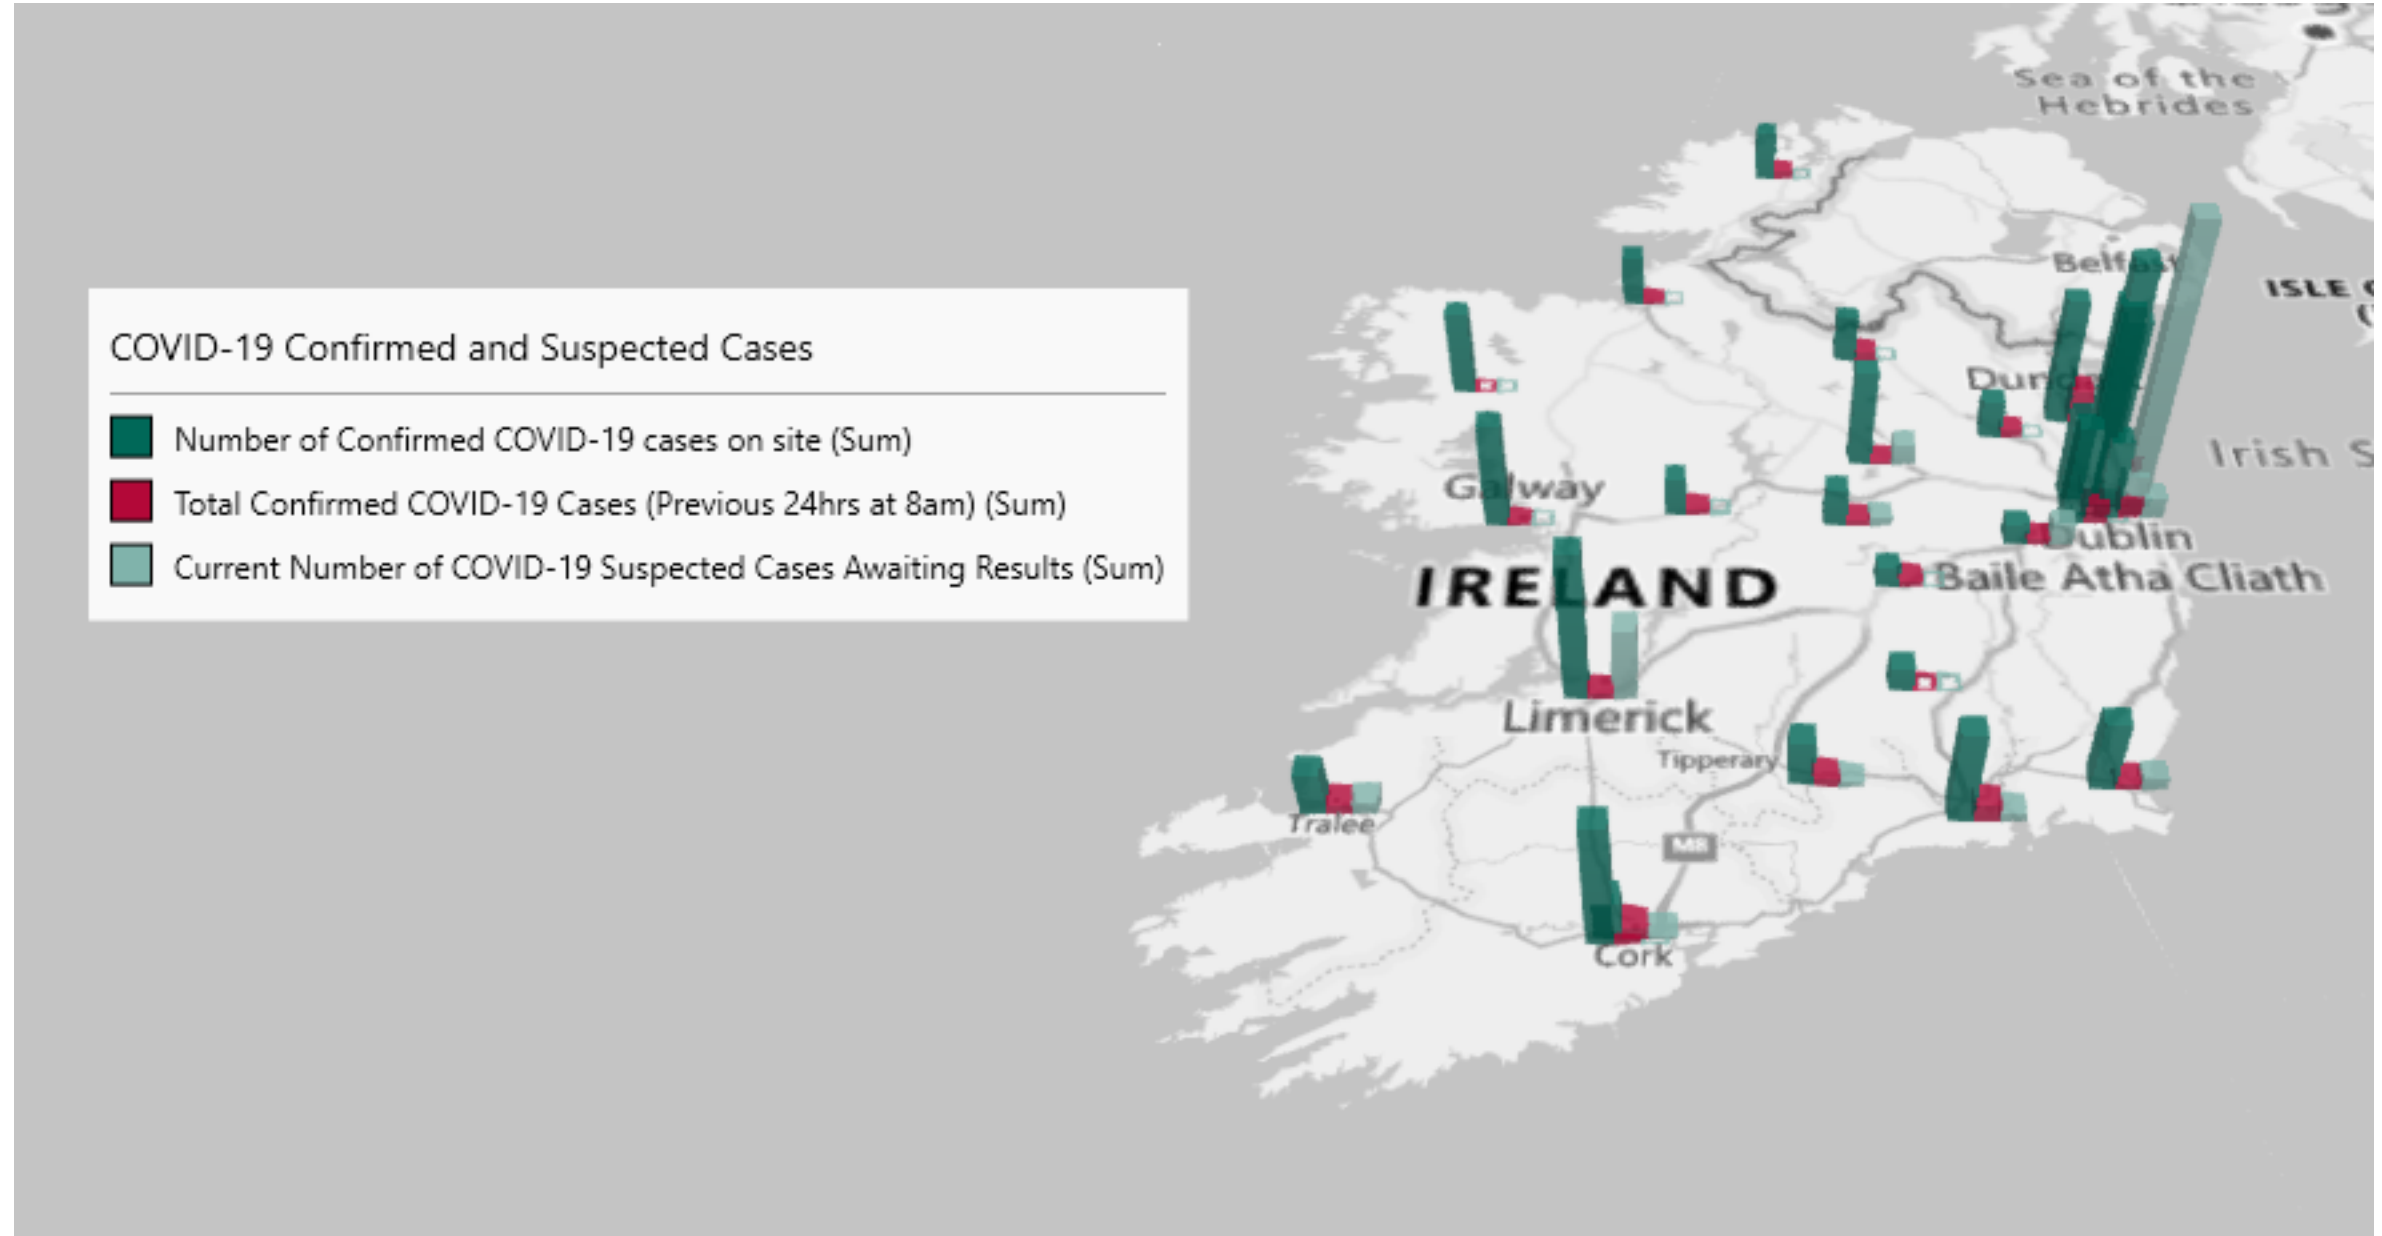 Sea of the
Hebrides
Belfast
ISLE
COVID-19 Confirmed and Suspected Cases
Number of Confirmed COVID-19 cases on site (Sum)
Total Confirmed COVID-19 Cases (Previous 24hrs at 8am) (Sum)
Current Number of COVID-19 Suspected Cases Awaiting Results (Sum)
Irish S
Galway
Dublin
Baile Atha Cliath
IRELAND
Limerick
Tipperary
Tralee
M8
Cork